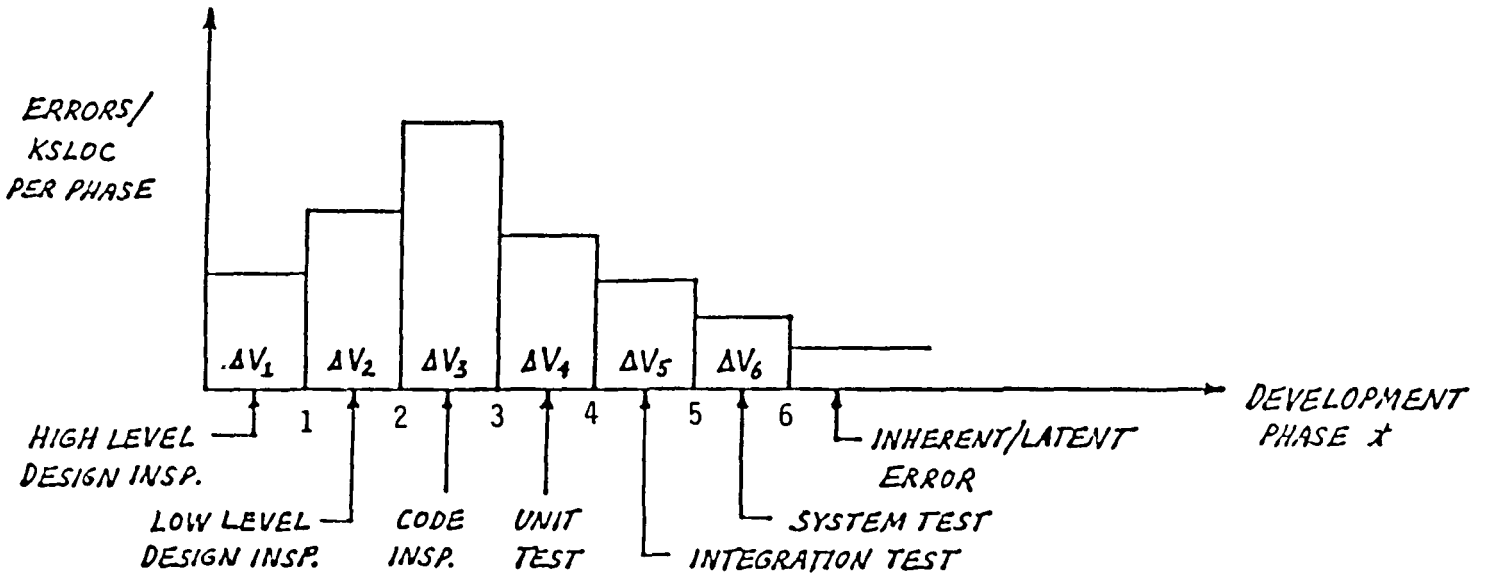 ERRORS/
KSLOC
PER PHASE
.ΔV₁
ΔV₂
ΔV₃
ΔV₄
ΔV₅
ΔV₆
1
2
3
4
5
6
DEVELOPMENT
PHASE t
HIGH LEVEL
DESIGN INSP.
LOW LEVEL
DESIGN INSP.
CODE
INSP.
UNIT
TEST
INTEGRATION TEST
SYSTEM TEST
INHERENT/LATENT
ERROR